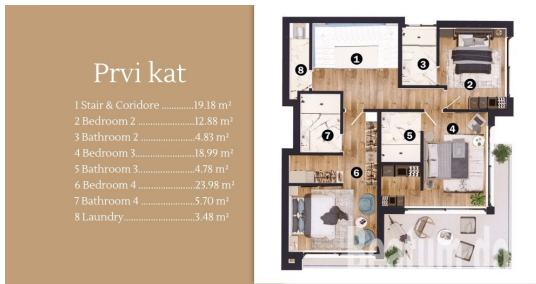 Prvi kat
1 Stair & Coridore .............19.18 m²
2 Bedroom 2 ....................12.88 m²
3 Bathroom 2 .....................4.83 m²
4 Bedroom 3.....................18.99 m²
5 Bathroom 3......................4.78 m²
6 Bedroom 4 ....................23.98 m²
7 Bathroom 4 .....................5.70 m²
8 Laundry...........................3.48 m²
1
8
3
2
7
5
4
6